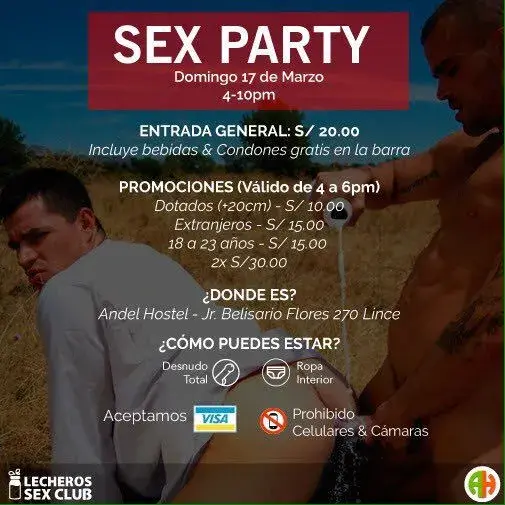 SEX PARTY
Domingo 17 de Marzo
4-10pm
ENTRADA GENERAL: S/ 20.00
Incluye bebidas & Condones gratis en la barra
PROMOCIONES (Válido de 4 a 6pm)
Dotados (+20cm) - S/ 10.00
Extranjeros - S/ 15.00
18 a 23 años - S/ 15.00
2x S/30.00
¿DONDE ES?
Andel Hostel - Jr. Belisario Flores 270 Lince
¿CÓMO PUEDES ESTAR?
Desnudo Total
Ropa Interior
Aceptamos VISA
Prohibido
Celulares & Cámaras
LECHEROS
SEX CLUB
AH